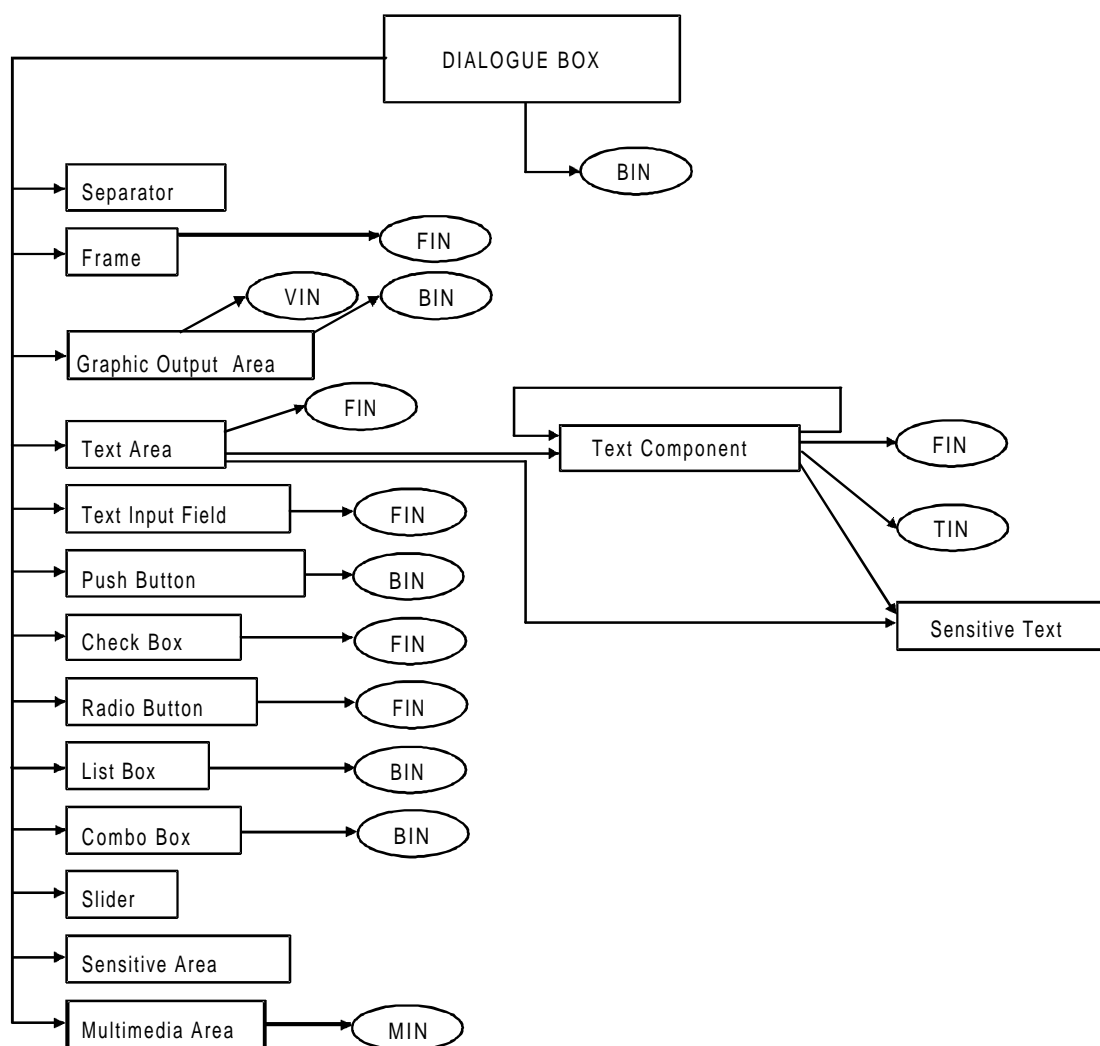 DIALOGUE BOX
BIN
Separator
Frame
FIN
VIN
BIN
Graphic Output Area
FIN
Text Area
Text Component
FIN
Text Input Field
FIN
TIN
Push Button
BIN
Check Box
FIN
Sensitive Text
Radio Button
FIN
List Box
BIN
Combo Box
BIN
Slider
Sensitive Area
Multimedia Area
MIN